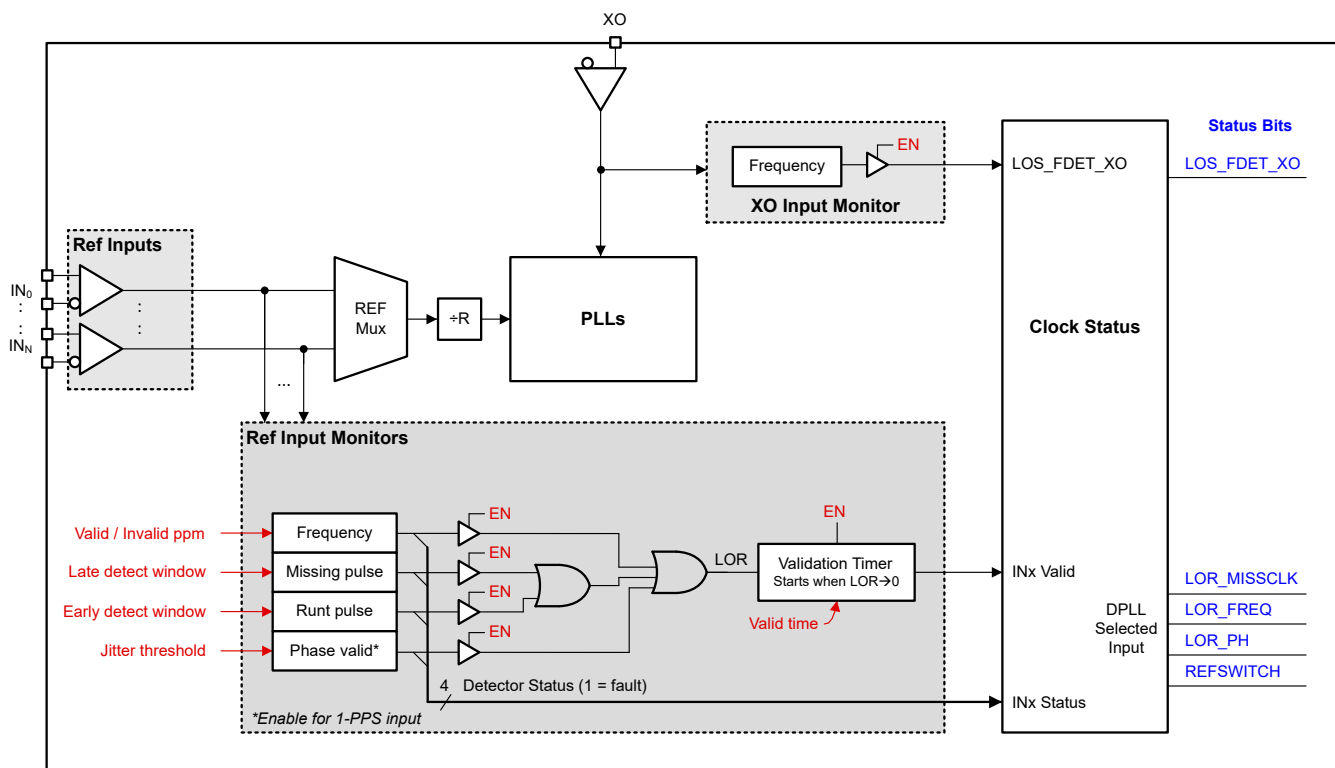 XO
Status Bits
EN
Frequency
LOS_FDET_XO
LOS_FDET_XO
XO Input Monitor
Ref Inputs
IN0
:
:
INN
:
:
:
:
REF
Mux
÷R
PLLs
Clock Status
...
Ref Input Monitors
Valid / Invalid ppm
Frequency
EN
Late detect window
Missing pulse
EN
Early detect window
Runt pulse
EN
Jitter threshold
Phase valid*
EN
LOR
EN
Validation Timer
Starts when LOR→0
Valid time
INx Valid
DPLL
Selected
Input
LOR_MISSCLK
LOR_FREQ
LOR_PH
REFSWITCH
4 Detector Status (1 = fault)
INx Status
*Enable for 1-PPS input